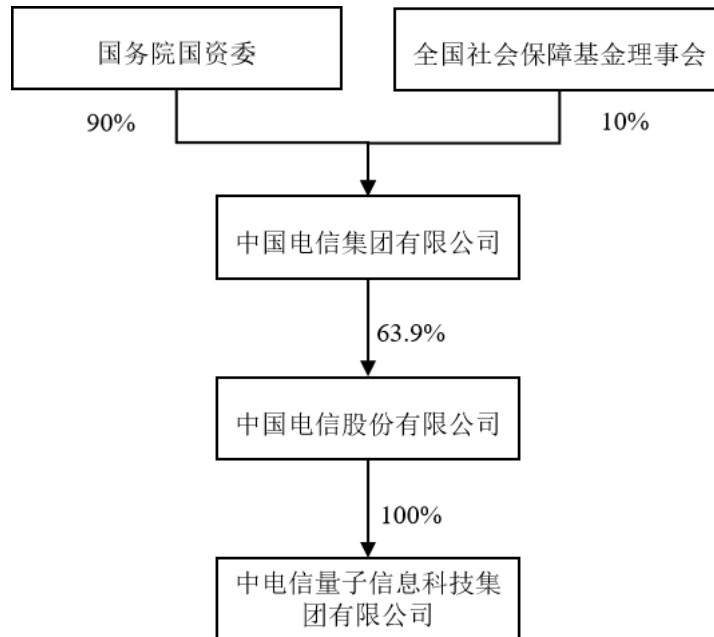 国务院国资委
全国社会保障基金理事会
90%
10%
中国电信集团有限公司
63.9%
中国电信股份有限公司
100%
中电信量子信息科技集
团有限公司